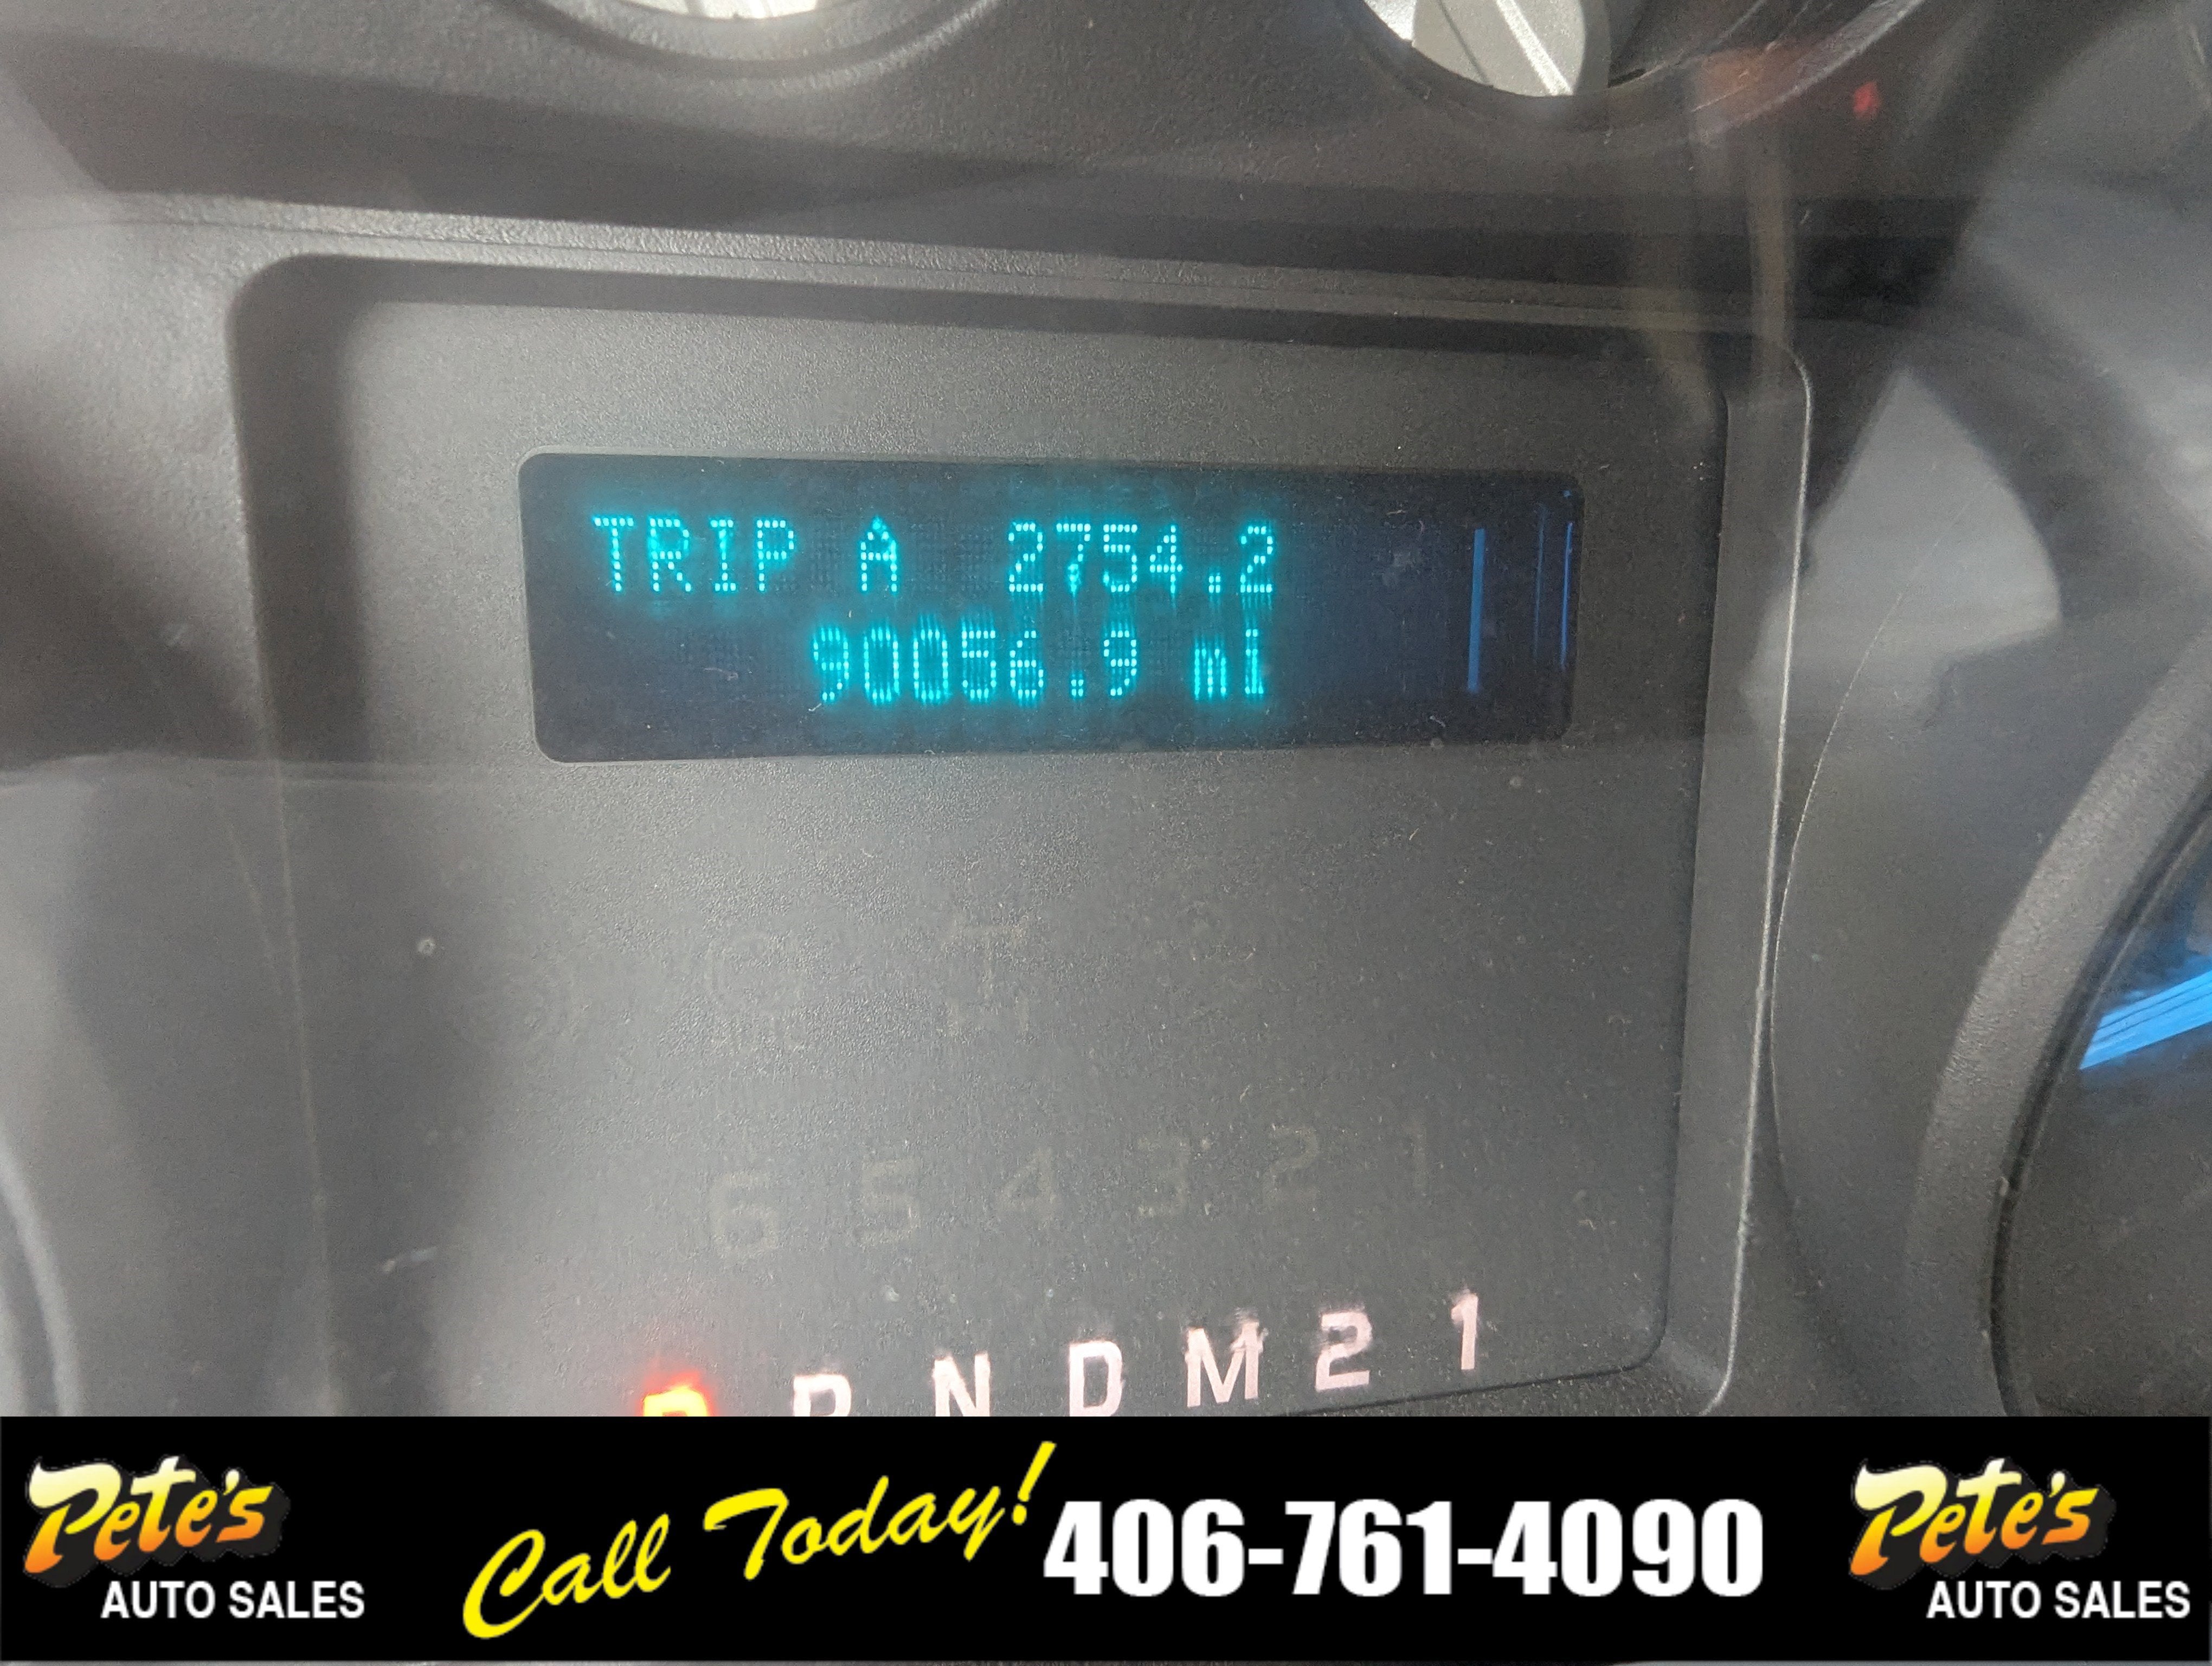 TRIP A 2754.2
90056.9 mi
6 5 4 3 2 1
P R N D M 2 1
Pete's
AUTO SALES
Call Today!
406-761-4090
Pete's
AUTO SALES